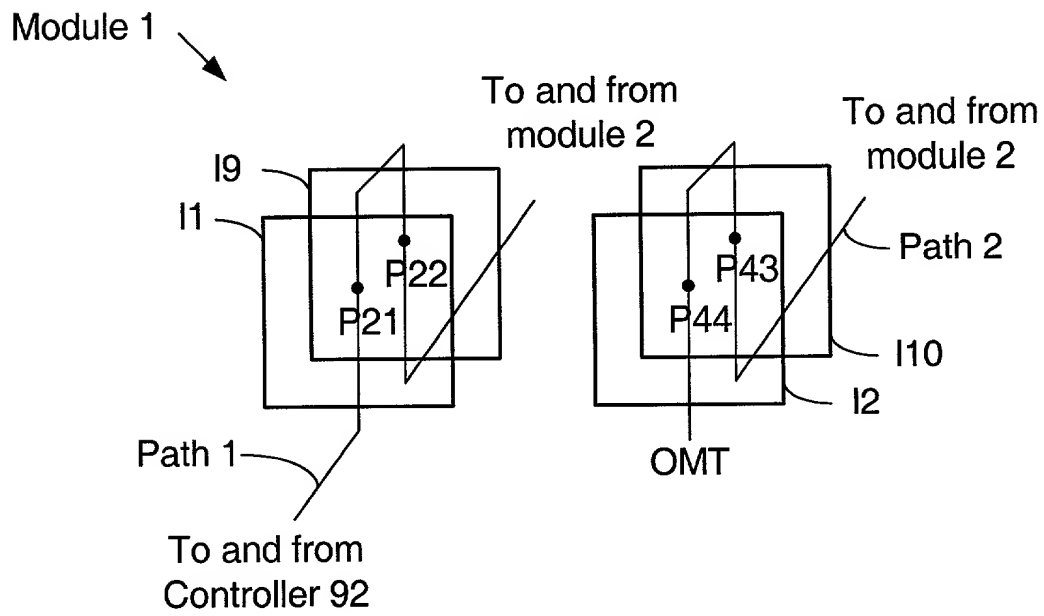 Module 1
To and from
module 2
To and from
module 2
I9
I1
P22
P21
P43
P44
Path 2
I10
I2
Path 1
OMT
To and from
Controller 92